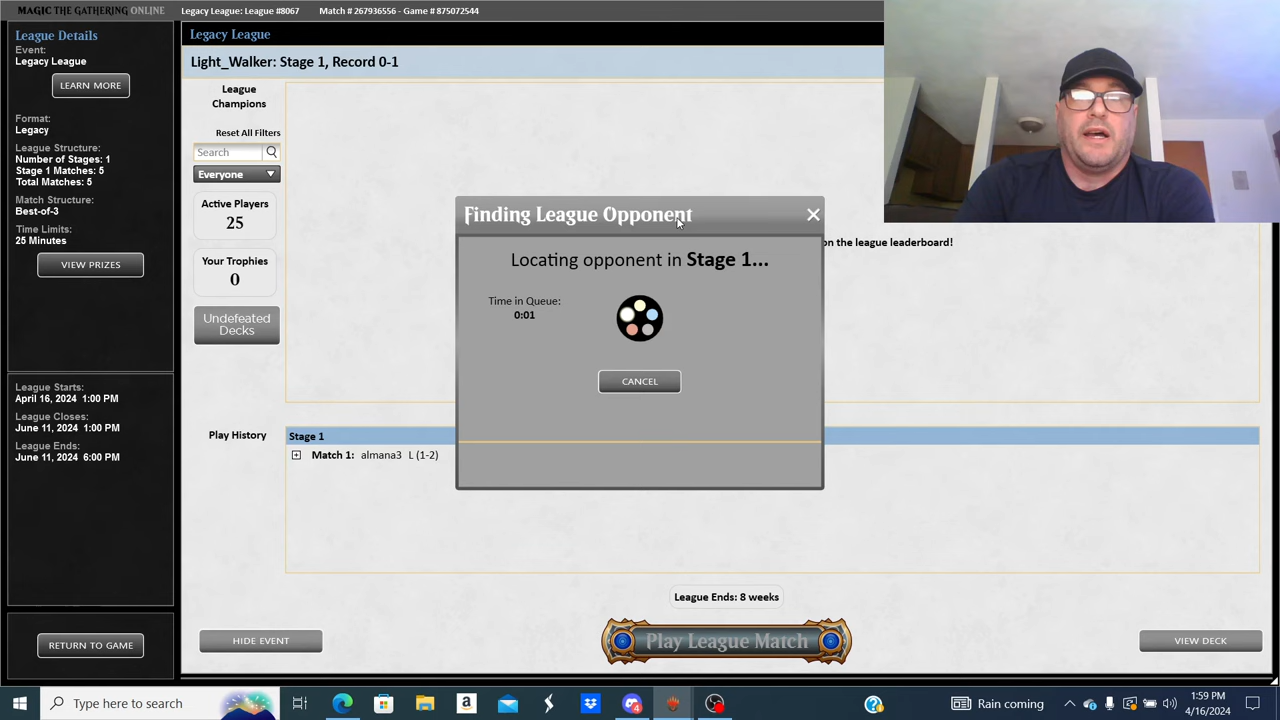 MAGIC THE GATHERING ONLINE
Legacy League: League #8067
Match # 267936556 - Game # 875072544
League Details
Event:
Legacy League
LEARN MORE
Format:
Legacy
League Structure:
Number of Stages: 1
Stage 1 Matches: 5
Total Matches: 5
Match Structure:
Best-of-3
Time Limits:
25 Minutes
VIEW PRIZES
League Starts:
April 16, 2024 1:00 PM
League Closes:
June 11, 2024 1:00 PM
League Ends:
June 11, 2024 6:00 PM
RETURN TO GAME
Legacy League
Light_Walker: Stage 1, Record 0-1
League
Champions
Reset All Filters
Search
Everyone
Active Players
25
Your Trophies
0
Undefeated
Decks
on the league leaderboard!
Finding League Opponent
Locating opponent in Stage 1...
Time in Queue:
0:01
CANCEL
Play History
Stage 1
Match 1: almana3 L (1-2)
League Ends: 8 weeks
HIDE EVENT
Play League Match
VIEW DECK
Type here to search
Rain coming
1:59 PM
4/16/2024